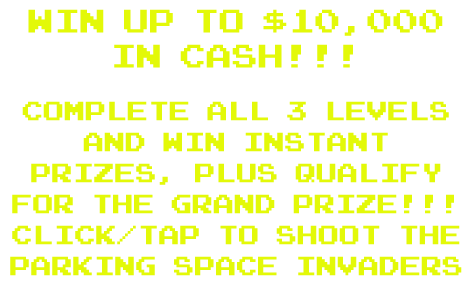 WIN UP TO $10,000
IN CASH!!!
COMPLETE ALL 3 LEVELS
AND WIN INSTANT
PRIZES, PLUS QUALIFY
FOR THE GRAND PRIZE!!!
CLICK/TAP TO SHOOT THE
PARKING SPACE INVADERS